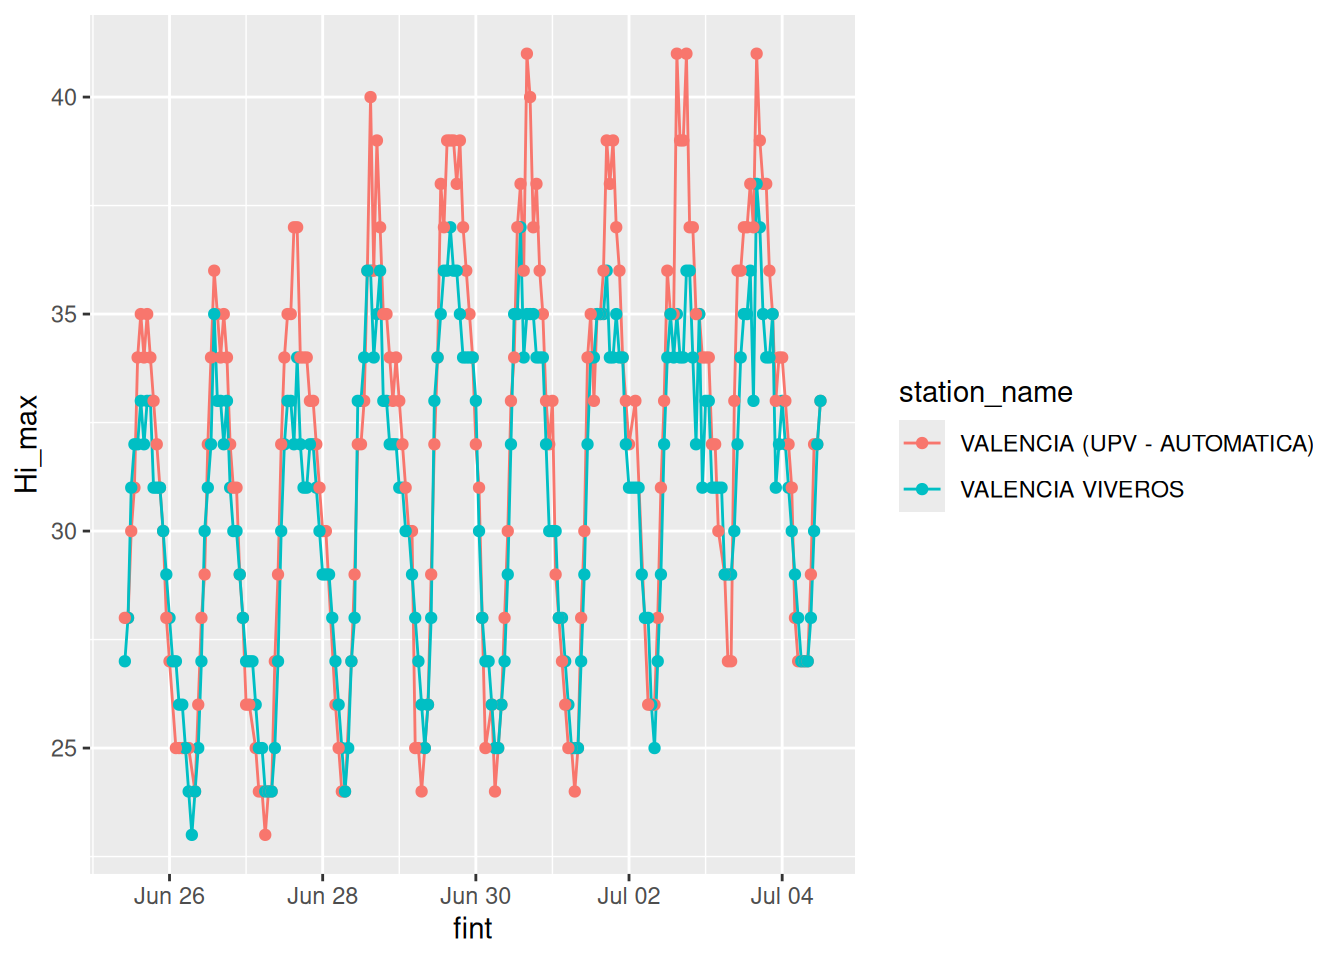 40
35
30
25
Hi_max
Jun 26
Jun 28
Jun 30
Jul 02
Jul 04
fint
station_name
VALENCIA (UPV - AUTOMATICA)
VALENCIA VIVEROS